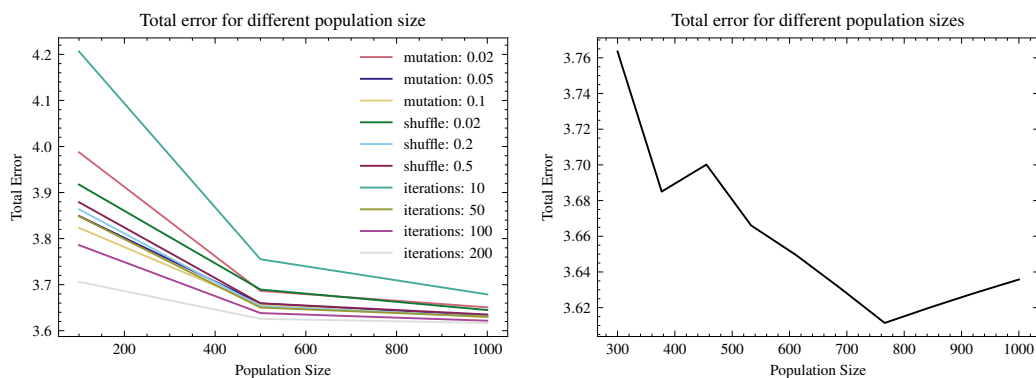 Total error for different population size
Total Error
4.2
4.1
4.0
3.9
3.8
3.7
3.6
200
400
600
800
1000
Population Size
mutation: 0.02
mutation: 0.05
mutation: 0.1
shuffle: 0.02
shuffle: 0.2
shuffle: 0.5
iterations: 10
iterations: 50
iterations: 100
iterations: 200
Total error for different population sizes
Total Error
3.76
3.74
3.72
3.70
3.68
3.66
3.64
3.62
300
400
500
600
700
800
900
1000
Population Size